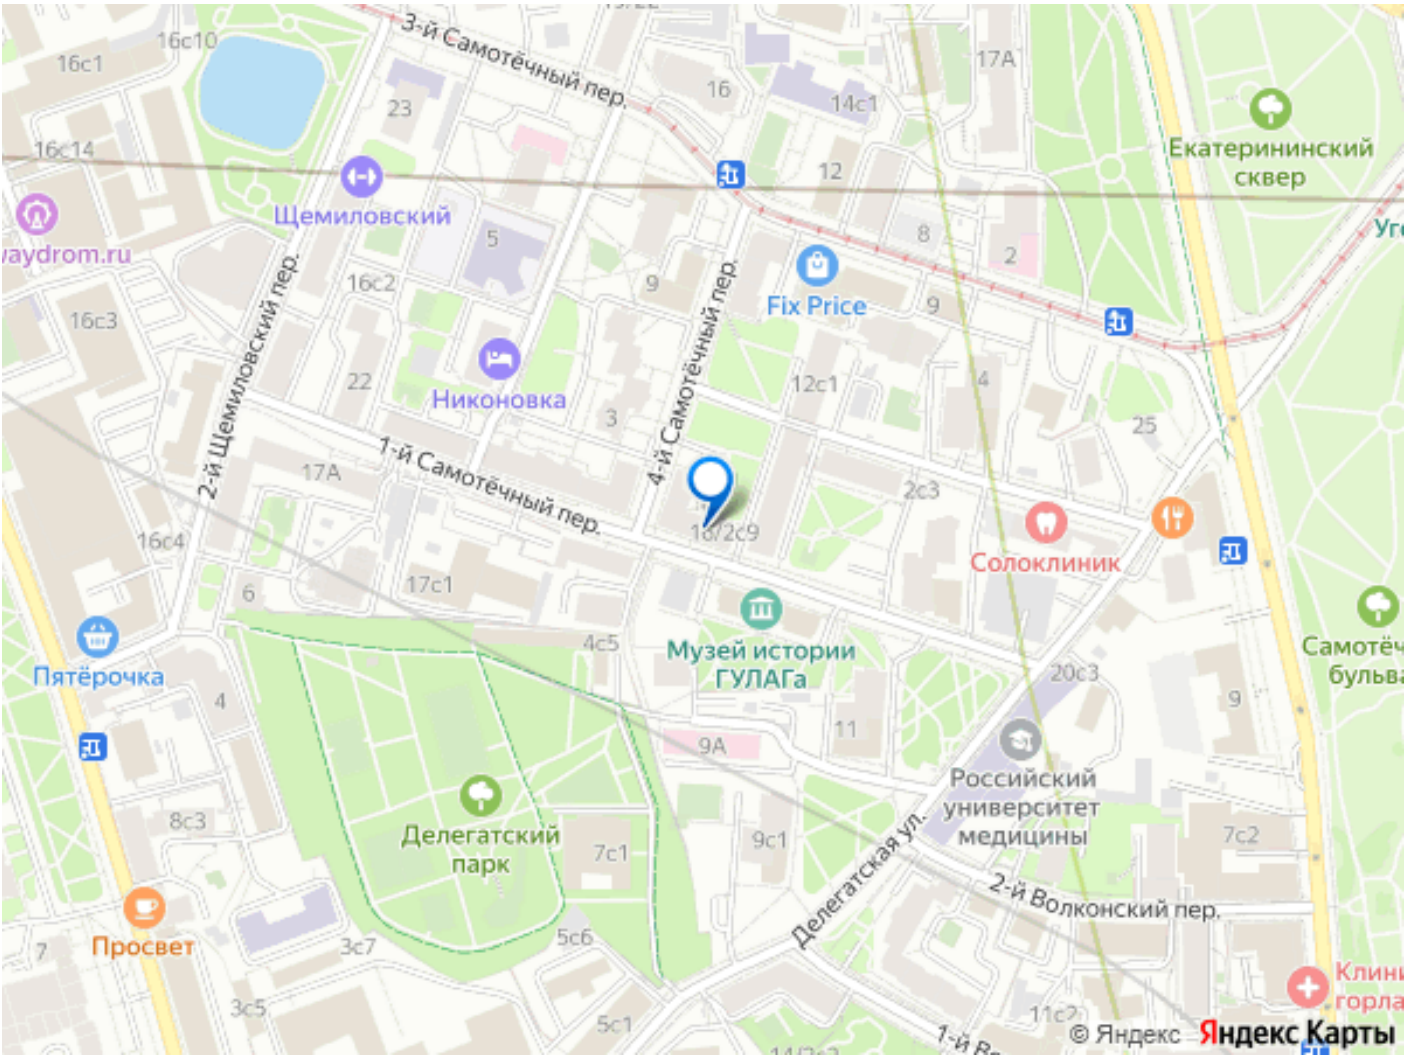 16с10
3-й Самотёчный пер.
17А
16с1
16
14с1
23
Екатерининский
сквер
16с14
12
Щемиловский
waydrom.ru
5
8
2
16с2
9
Fix Price
9
16с3
2-й Щемиловский пер.
4-й Самотёчный пер.
22
Никоновка
12с1
4
3
25
1-й Самотёчный пер.
17А
2с3
16с4
16/2с9
Солоклиник
17с1
6
Пятёрочка
4с5
Музей истории
ГУЛАГа
20с3
Самотёч
бульва
4
9
11
9А
Российский
университет
медицины
8с3
Делегатский
парк
7с1
9с1
7с2
Делегатская ул.
2-й Волконский пер.
Просвет
7
3с7
5с6
Клини
горла
3с5
5с1
11с2
© Яндекс
Яндекс Карты